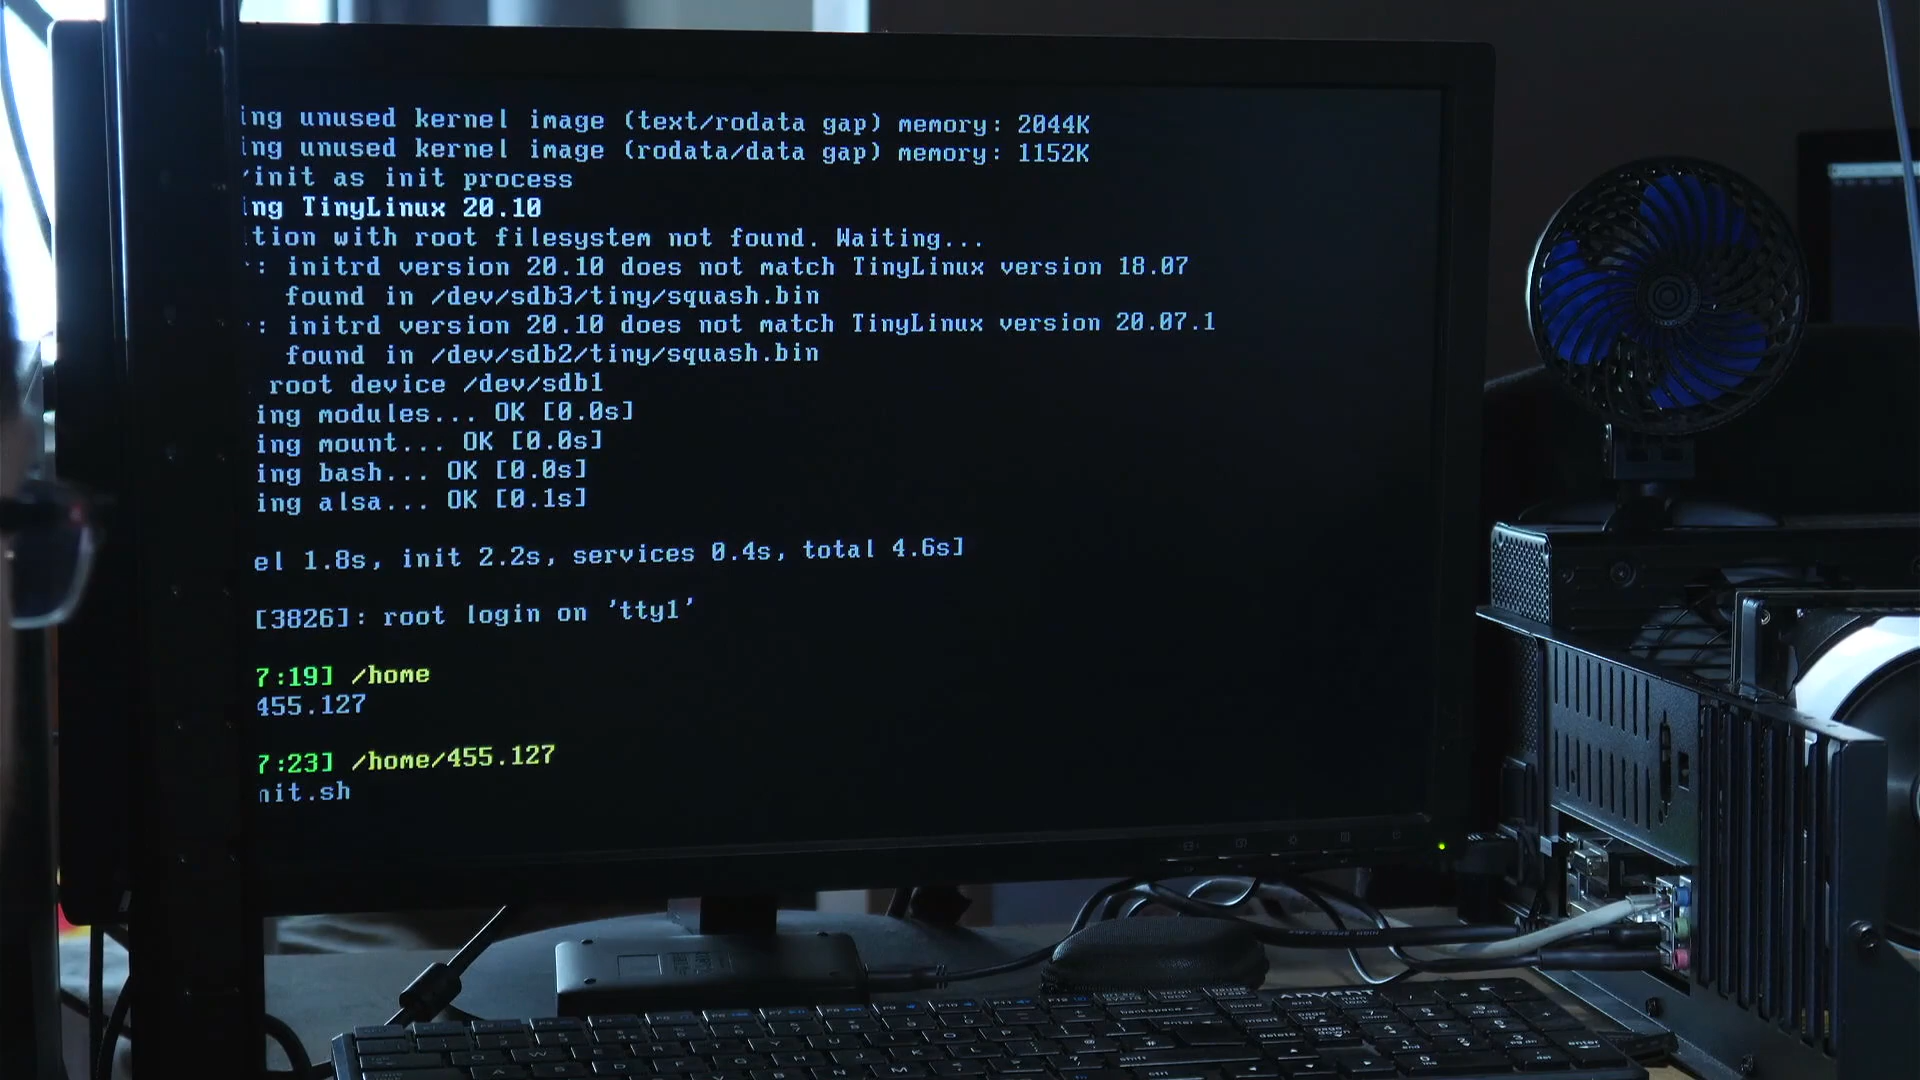 ing unused kernel image (text/rodata gap) memory: 2044K
ing unused kernel image (rodata/data gap) memory: 1152K
/init as init process
ing TinyLinux 20.10
tion with root filesystem not found. Waiting...
: initrd version 20.10 does not match TinyLinux version 18.07
found in /dev/sdb3/tiny/squash.bin
: initrd version 20.10 does not match TinyLinux version 20.07.1
found in /dev/sdb2/tiny/squash.bin
root device /dev/sdb1
ing modules... OK [0.0s]
ing mount... OK [0.0s]
ing bash... OK [0.0s]
ing alsa... OK [0.1s]
el 1.8s, init 2.2s, services 0.4s, total 4.6s]
[3826]: root login on 'tty1'
7:19] /home
455.127
7:23] /home/455.127
nit.sh
ADVENT